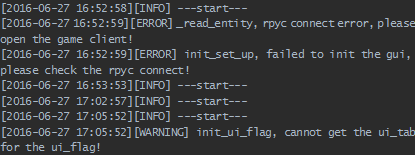 [2016-06-27 16:52:58][INFO] ---start---
[2016-06-27 16:52:59][ERROR]_read_entity, rpyc connect error, please
open the game client!
[2016-06-27 16:52:59][ERROR] init_set_up, failed to init the gui,
please check the rpyc connect!
[2016-06-27 16:53:53][INFO] ---start---
[2016-06-27 17:02:57][INFO] ---start---
[2016-06-27 17:05:52][INFO] ---start---
[2016-06-27 17:05:52][WARNING] init_ui_flag, cannot get the ui_tab
for the ui_flag!